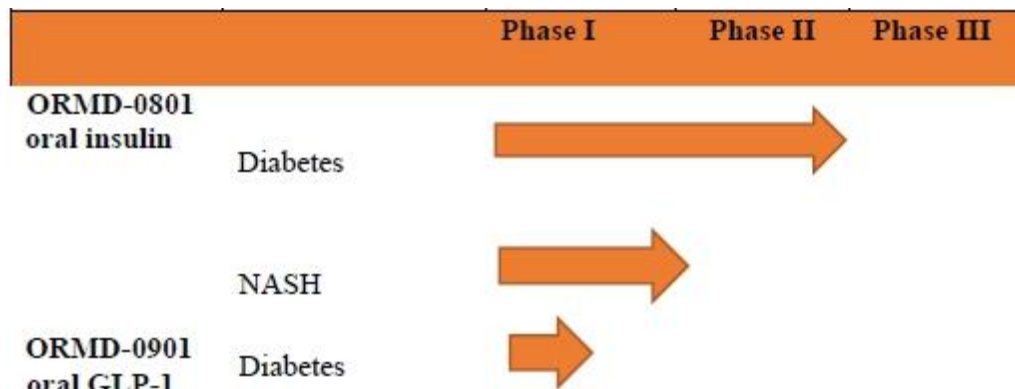 Phase I Phase II Phase III
ORMD-0801
oral insulin
Diabetes
NASH
ORMD-0901
Diabetes
oral GLP-1